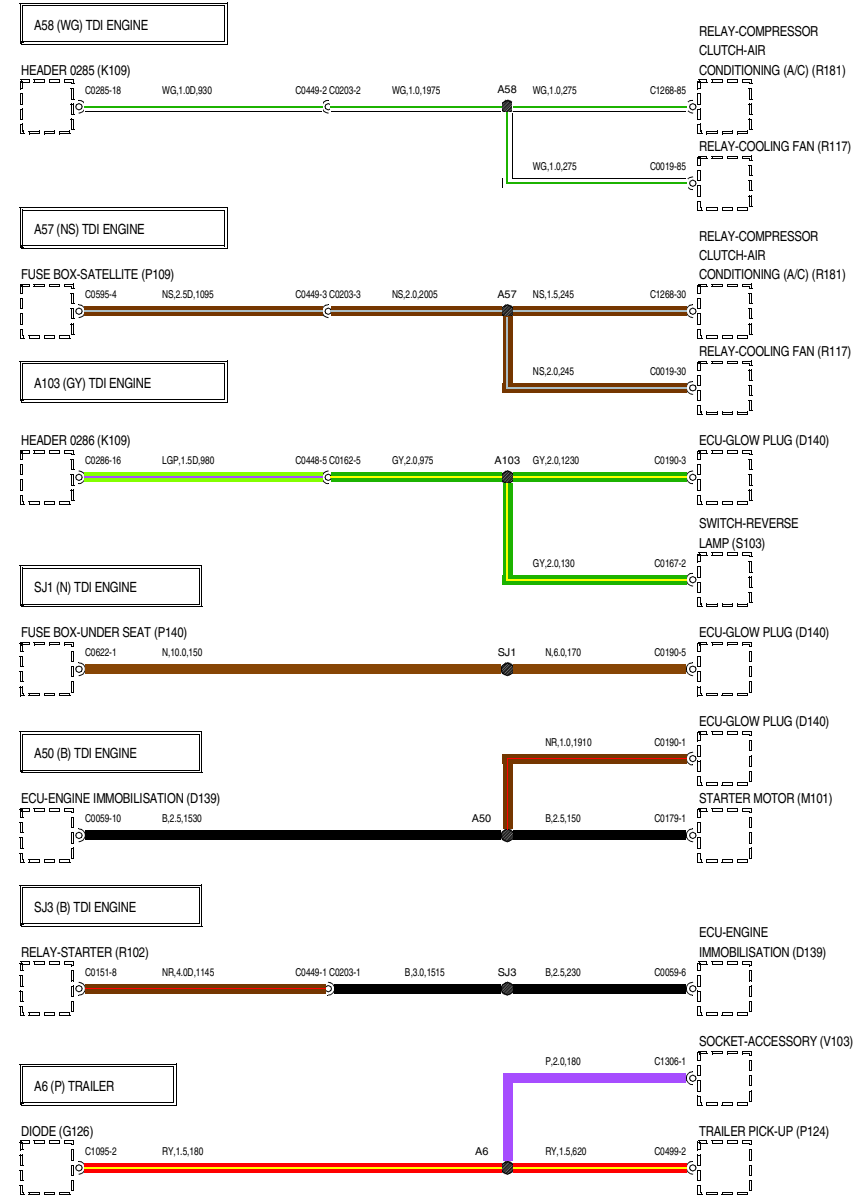 A58 (WG) TDI ENGINE
RELAY-COMPRESSOR
CLUTCH-AIR
CONDITIONING (A/C) (R181)
HEADER 0285 (K109)
C0285-18 WG,1.0D,930 C0449-2 C0203-2 WG,1.0,1975 A58 WG,1.0,275 C1268-85
RELAY-COOLING FAN (R117)
WG,1.0,275 C0019-85
A57 (NS) TDI ENGINE
RELAY-COMPRESSOR
CLUTCH-AIR
CONDITIONING (A/C) (R181)
FUSE BOX-SATELLITE (P109)
C0595-4 NS,2.5D,1095 C0449-3 C0203-3 NS,2.0,2005 A57 NS,1.5,245 C1268-30
RELAY-COOLING FAN (R117)
NS,2.0,245 C0019-30
A103 (GY) TDI ENGINE
HEADER 0286 (K109) ECU-GLOW PLUG (D140)
C0286-16 LGP,1.5D,980 C0448-5 C0162-5 GY,2.0,975 A103 GY,2.0,1230 C0190-3
SWITCH-REVERSE
LAMP (S103)
GY,2.0,130 C0167-2
SJ1 (N) TDI ENGINE
FUSE BOX-UNDER SEAT (P140) ECU-GLOW PLUG (D140)
C0622-1 N,10.0,150 SJ1 N,6.0,170 C0190-5
ECU-GLOW PLUG (D140)
NR,1.0,1910 C0190-1
A50 (B) TDI ENGINE
ECU-ENGINE IMMOBILISATION (D139) STARTER MOTOR (M101)
C0059-10 B,2.5,1530 A50 B,2.5,150 C0179-1
SJ3 (B) TDI ENGINE
ECU-ENGINE
RELAY-STARTER (R102) IMMOBILISATION (D139)
C0151-8 NR,4.0D,1145 C0449-1 C0203-1 B,3.0,1515 SJ3 B,2.5,230 C0059-6
SOCKET-ACCESSORY (V103)
P,2.0,180 C1306-1
A6 (P) TRAILER
DIODE (G126) TRAILER PICK-UP (P124)
C1095-2 RY,1.5,180 A6 RY,1.5,620 C0499-2